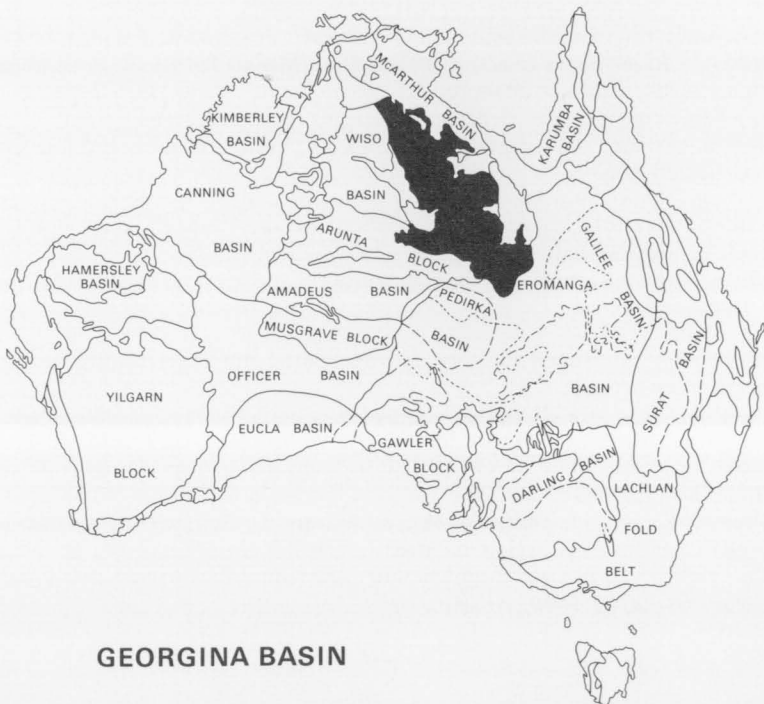 McARTHUR BASIN
KIMBERLEY
BASIN
KARUMBA
BASIN
WISO
BASIN
CANNING
BASIN
ARUNTA
BLOCK
GALILEE
BASIN
HAMERSLEY
BASIN
AMADEUS BASIN
EROMANGA
BASIN
PEDIRKA
BASIN
MUSGRAVE BLOCK
OFFICER BASIN
YILGARN
BLOCK
SURAT
BASIN
EUCLA BASIN
GAWLER
BLOCK
DARLING BASIN
LACHLAN
FOLD
BELT
GEORGINA BASIN